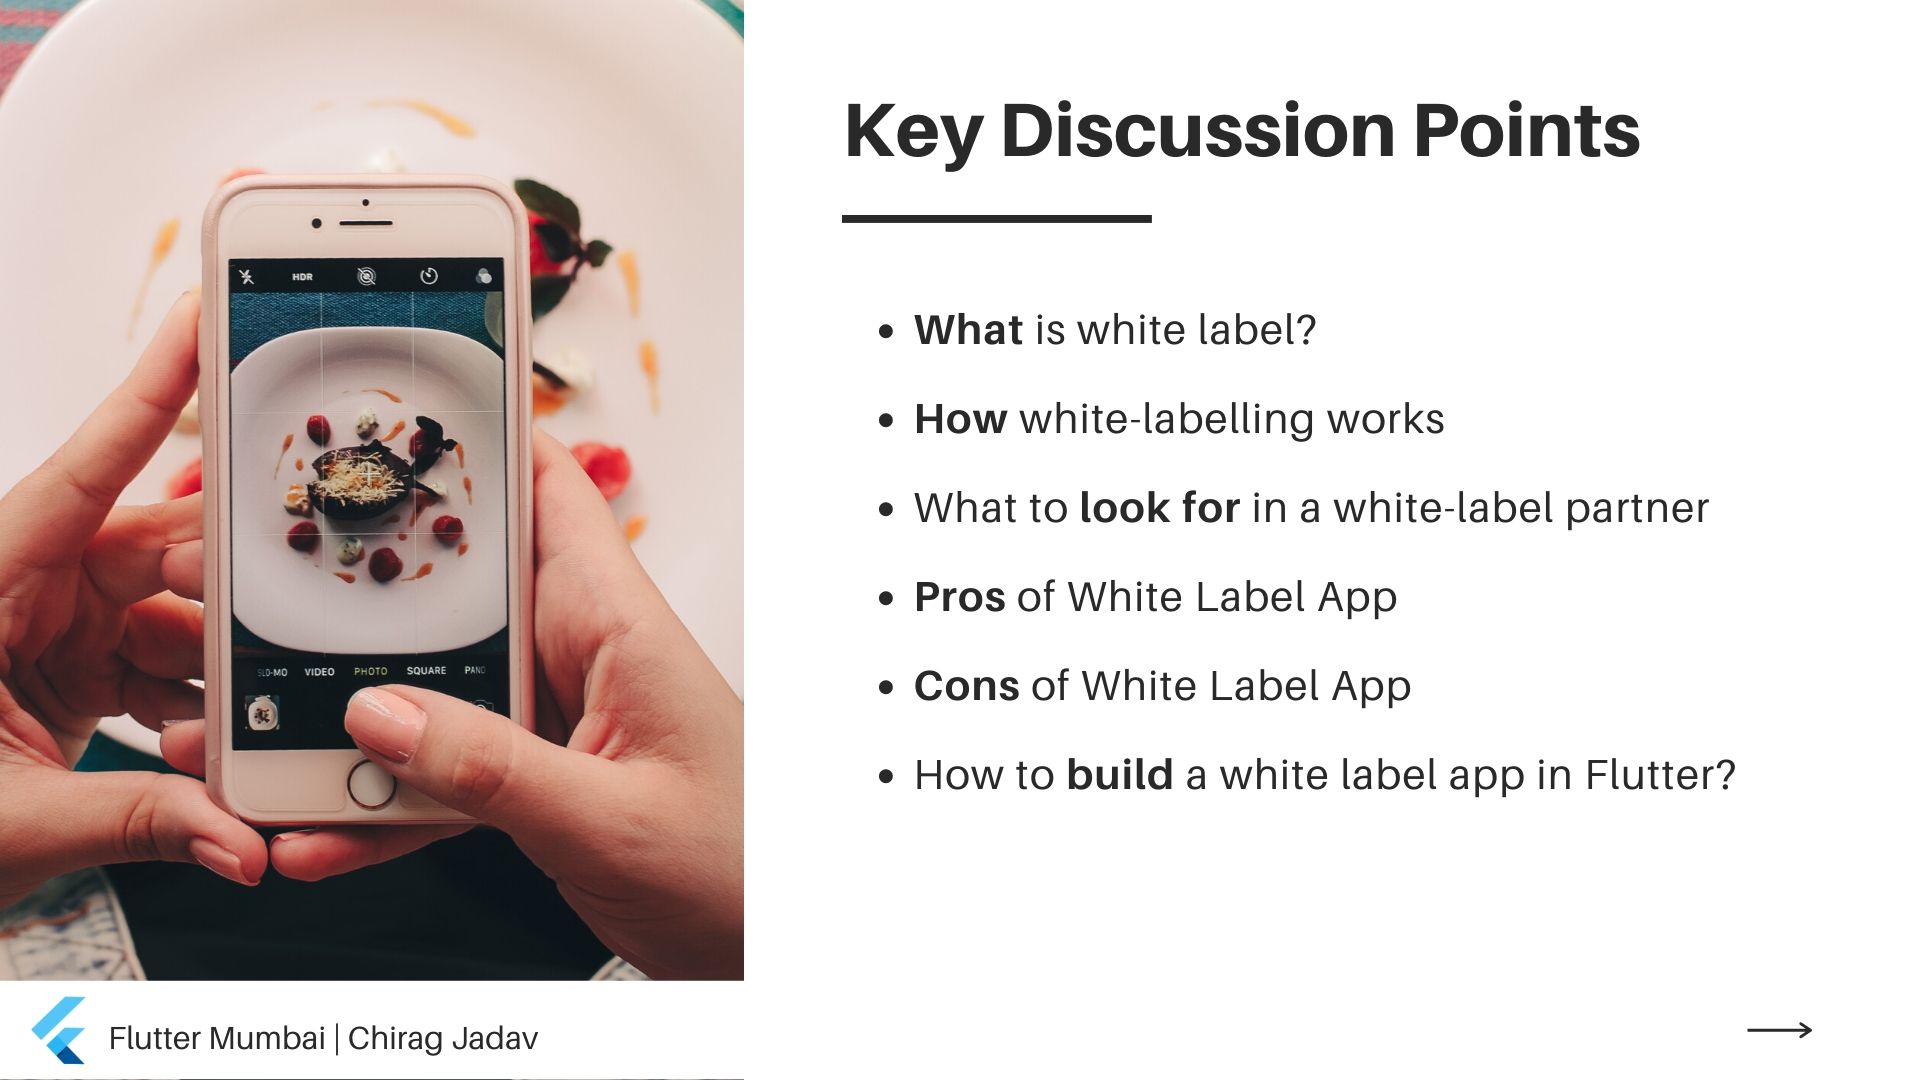 Key Discussion Points
What is white label?
How white-labelling works
What to look for in a white-label partner
Pros of White Label App
Cons of White Label App
How to build a white label app in Flutter?
HDR
SLO-MO VIDEO PHOTO SQUARE PANO
Flutter Mumbai | Chirag Jadav